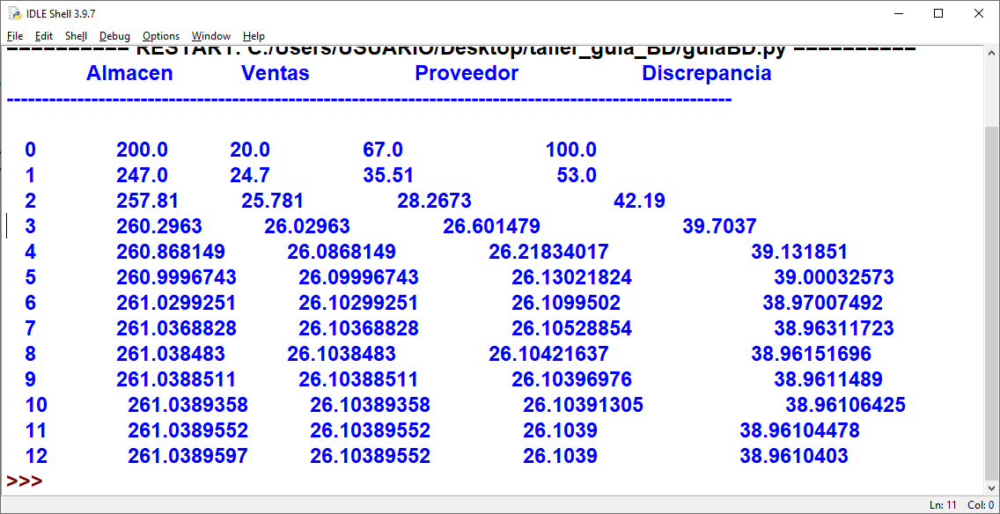 IDLE Shell 3.9.7
File Edit Shell Debug Options Window Help
========== RESTART: C:/Users/USUARIO/Desktop/taller_guia_BD/guiaBD.py ==========
Almacen Ventas Proveedor Discrepancia
-------------------------------------------------------------------------------------------------------
0 200.0 20.0 67.0 100.0
1 247.0 24.7 35.51 53.0
2 257.81 25.781 28.2673 42.19
3 260.2963 26.02963 26.601479 39.7037
4 260.868149 26.0868149 26.21834017 39.131851
5 260.9996743 26.09996743 26.13021824 39.00032573
6 261.0299251 26.10299251 26.1099502 38.97007492
7 261.0368828 26.10368828 26.10528854 38.96311723
8 261.038483 26.1038483 26.10421637 38.96151696
9 261.0388511 26.10388511 26.10396976 38.9611489
10 261.0389358 26.10389358 26.10391305 38.96106425
11 261.0389552 26.10389552 26.1039 38.96104478
12 261.0389597 26.10389552 26.1039 38.9610403
>>>
Ln: 11 Col: 0